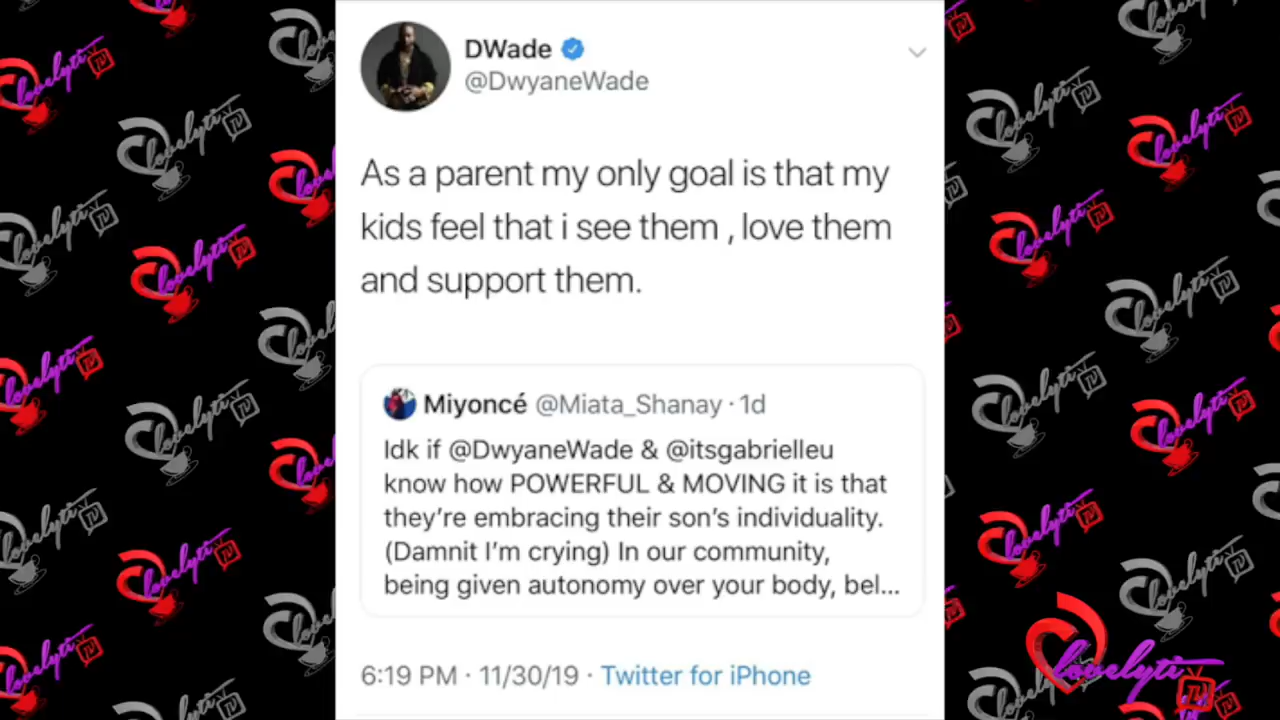 DWade
@DwyaneWade
As a parent my only goal is that my
kids feel that i see them , love them
and support them.
Miyoncé @Miata_Shanay · 1d
Idk if @DwyaneWade & @itsgabrielleu
know how POWERFUL & MOVING it is that
they're embracing their son's individuality.
(Damnit I'm crying) In our community,
being given autonomy over your body, bel...
6:19 PM · 11/30/19 · Twitter for iPhone
lovelyti
TV